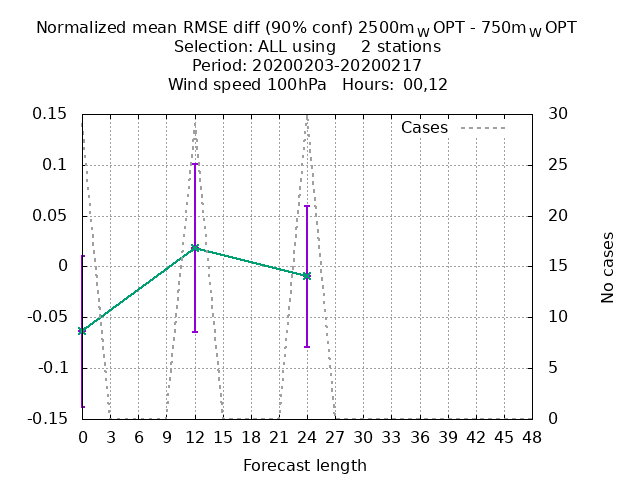 Normalized mean RMSE diff (90% conf) 2500m_W OPT - 750m_W OPT
Selection: ALL using 2 stations
Period: 20200203-20200217
Wind speed 100hPa Hours: 00,12
Cases
0.15
0.1
0.05
0
-0.05
-0.1
-0.15
30
25
20
15
10
5
0
No cases
0 3 6 9 12 15 18 21 24 27 30 33 36 39 42 45 48
Forecast length